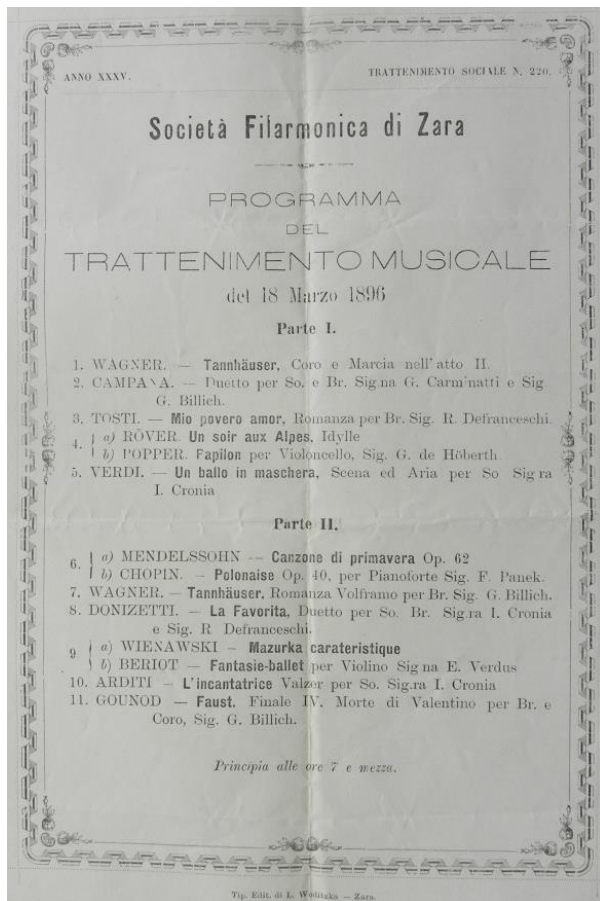 ANNO XXXV.
TRATTENIMENTO SOCIALE N. 220.
Società Filarmonica di Zara
PROGRAMMA
DEL
TRATTENIMENTO MUSICALE
del 18 Marzo 1896
Parte I.
1. WAGNER. — Tannhäuser, Coro e Marcia nell' atto II.
2. CAMPANA. — Duetto per So. e Br. Sig.na G. Carminatti e Sig
G. Billich.
3. TOSTI. — Mio povero amor, Romanza per Br. Sig. R. Defranceschi.
4. a) RÖVER. Un soir aux Alpes, Idylle
b) POPPER. Papilon per Violoncello, Sig. G. de Höberth.
5. VERDI. — Un ballo in maschera, Scena ed Aria per So Sig ra
I. Cronia
Parte II.
6. a) MENDELSSOHN — Canzone di primavera Op. 62
b) CHOPIN. — Polonaise Op. 40, per Pianoforte Sig. F. Panek.
7. WAGNER. — Tannhäuser, Romanza Volframo per Br. Sig. G. Billich.
8. DONIZETTI. — La Favorita, Duetto per So. Br. Sig.ra I. Cronia
e Sig. R Defranceschi.
9 a) WIENAWSKI — Mazurka carateristique
b) BERIOT — Fantasie-ballet per Violino Sig na E. Verdus
10. ARDITI — L'incantatrice Valzer per So. Sig.ra I. Cronia
11. GOUNOD — Faust, Finale IV. Morte di Valentino per Br. e
Coro, Sig. G. Billich.
Principia alle ore 7 e mezza.
Tip. Edit. di L. Woditzka — Zara.